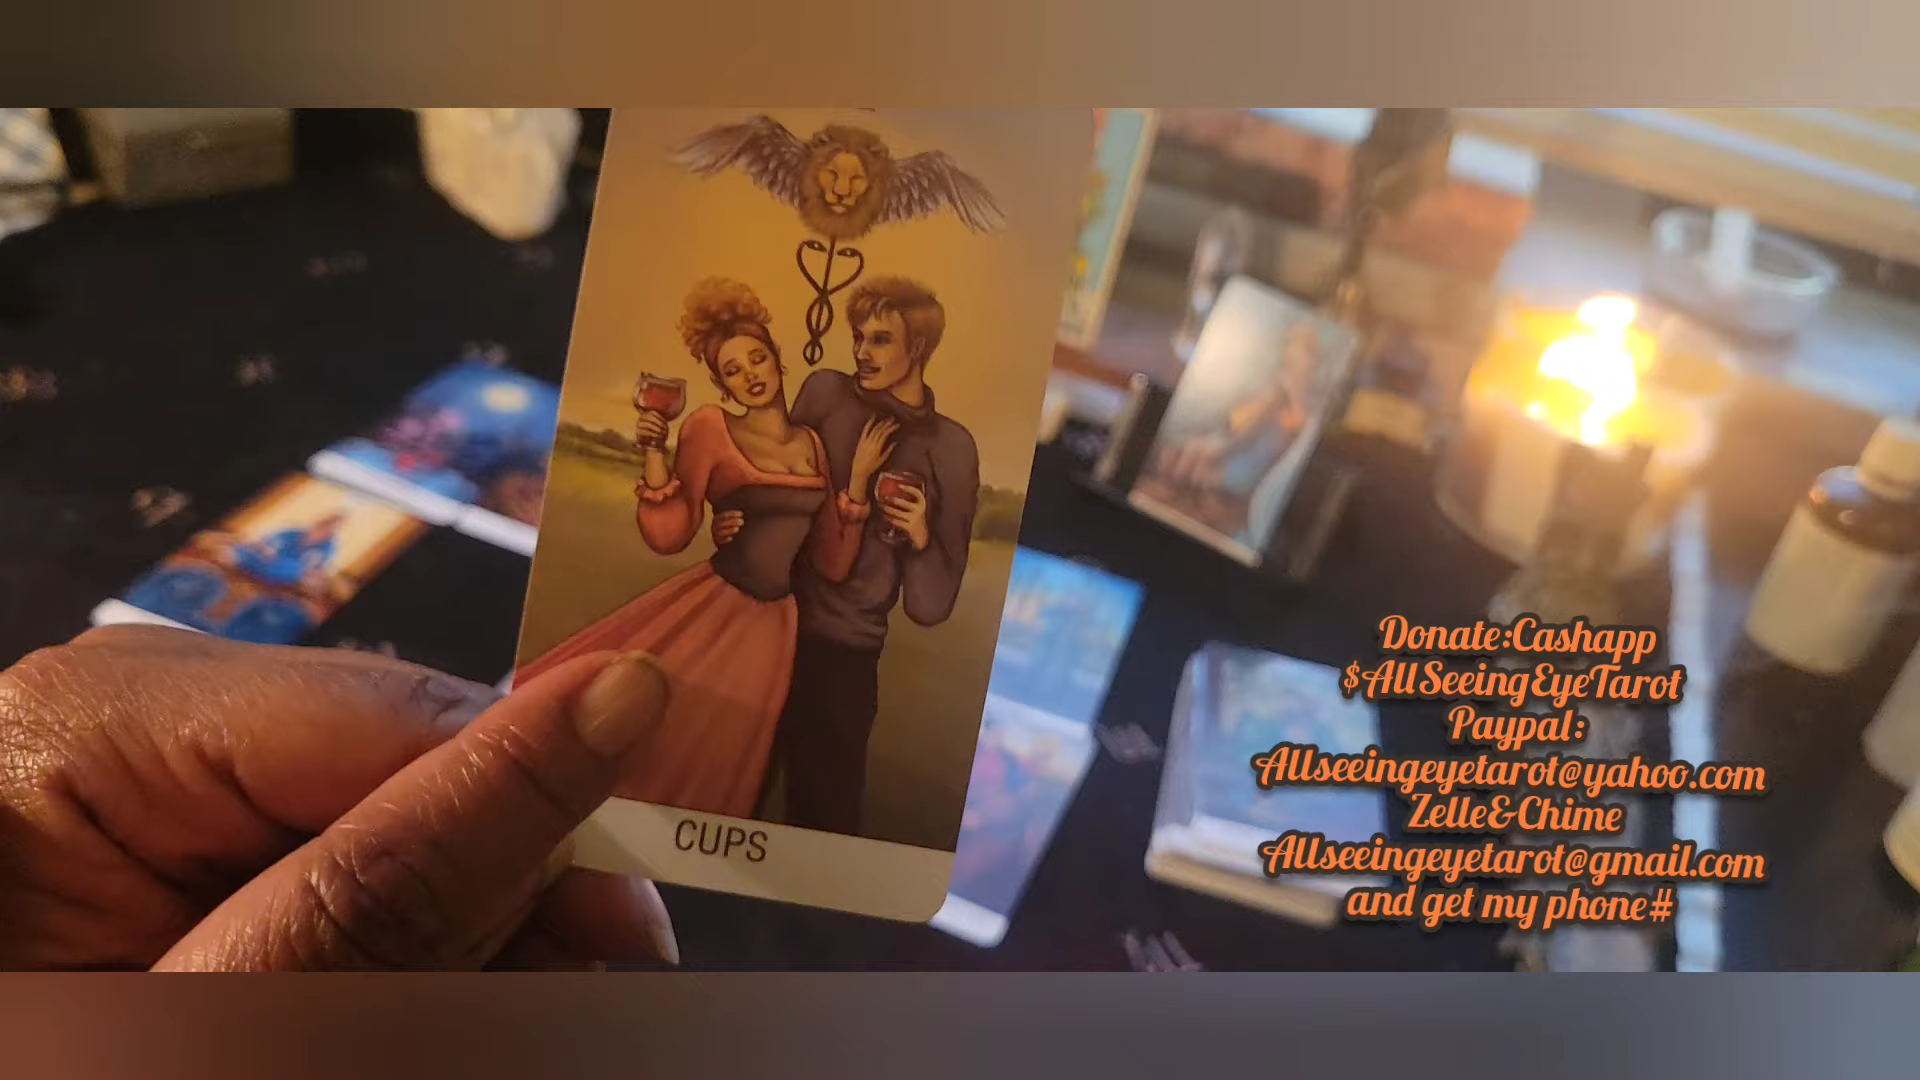 CUPS
Donate:Cashapp
$AllSeeingEyeTarot
Paypal:
Allseeingeyetarot@yahoo.com
Zelle&Chime
Allseeingeyetarot@gmail.com
and get my phone#